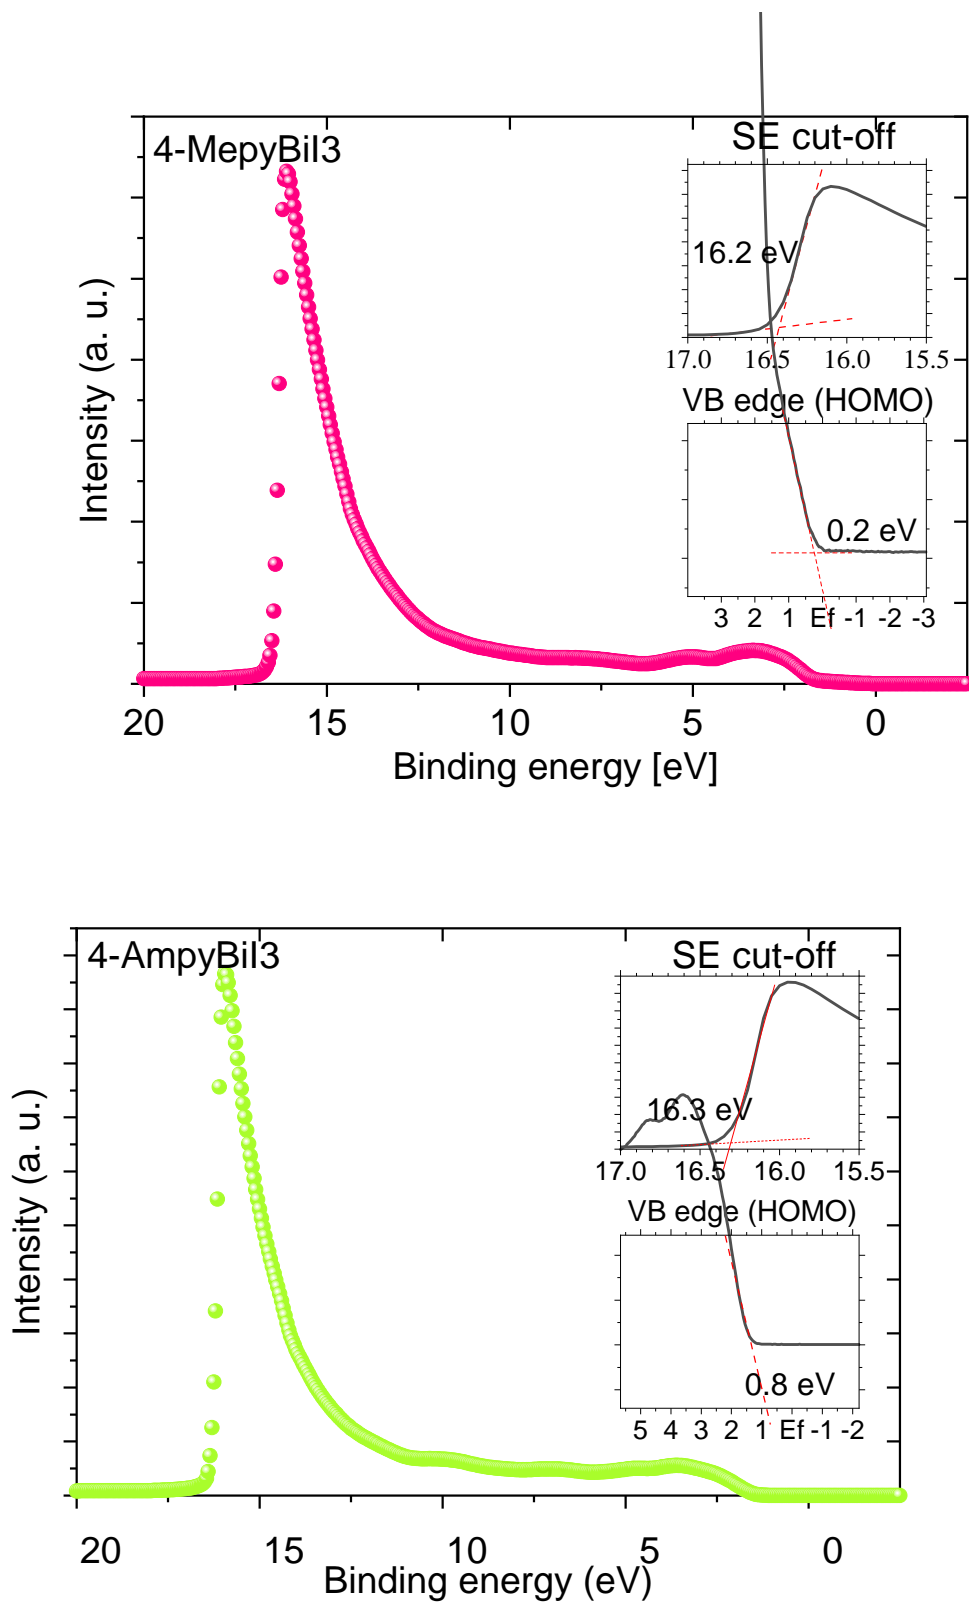 4-MepyBiI3
SE cut-off
16.2 eV
17.0 16.5 16.0 15.5
VB edge (HOMO)
0.2 eV
3 2 1 Ef -1 -2 -3
Intensity (a. u.)
20 15 10 5 0
Binding energy [eV]
4-AmpyBiI3
SE cut-off
16.3 eV
17.0 16.5 16.0 15.5
VB edge (HOMO)
0.8 eV
5 4 3 2 1 Ef -1 -2
Intensity (a. u.)
20 15 10 5 0
Binding energy (eV)